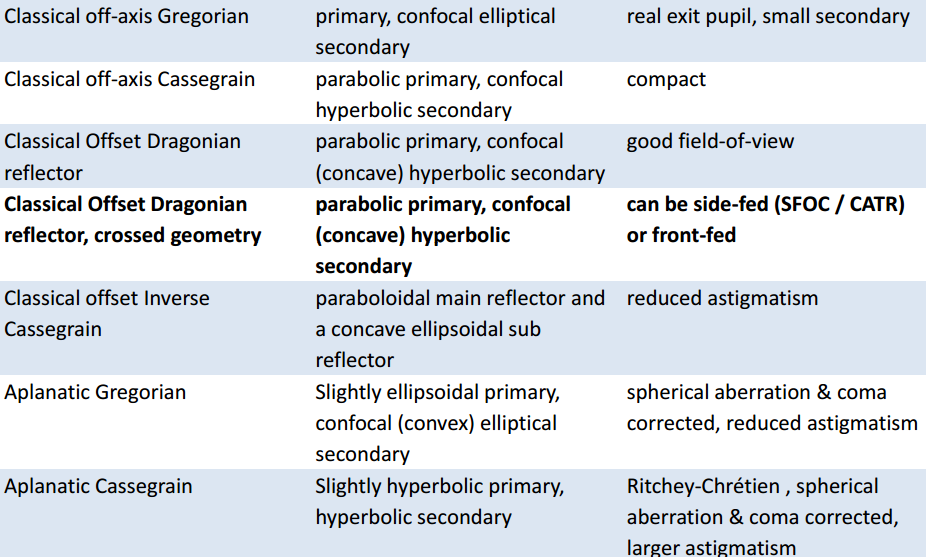 Classical off-axis Gregorian
primary, confocal elliptical
secondary
real exit pupil, small secondary
Classical off-axis Cassegrain
parabolic primary, confocal
hyperbolic secondary
compact
Classical Offset Dragonian
reflector
parabolic primary, confocal
(concave) hyperbolic secondary
good field-of-view
Classical Offset Dragonian
reflector, crossed geometry
parabolic primary, confocal
(concave) hyperbolic
secondary
can be side-fed (SFOC / CATR)
or front-fed
Classical offset Inverse
Cassegrain
paraboloidal main reflector and
a concave ellipsoidal sub
reflector
reduced astigmatism
Aplanatic Gregorian
Slightly ellipsoidal primary,
confocal (convex) elliptical
secondary
spherical aberration & coma
corrected, reduced astigmatism
Aplanatic Cassegrain
Slightly hyperbolic primary,
hyperbolic secondary
Ritchey-Chrétien , spherical
aberration & coma corrected,
larger astigmatism